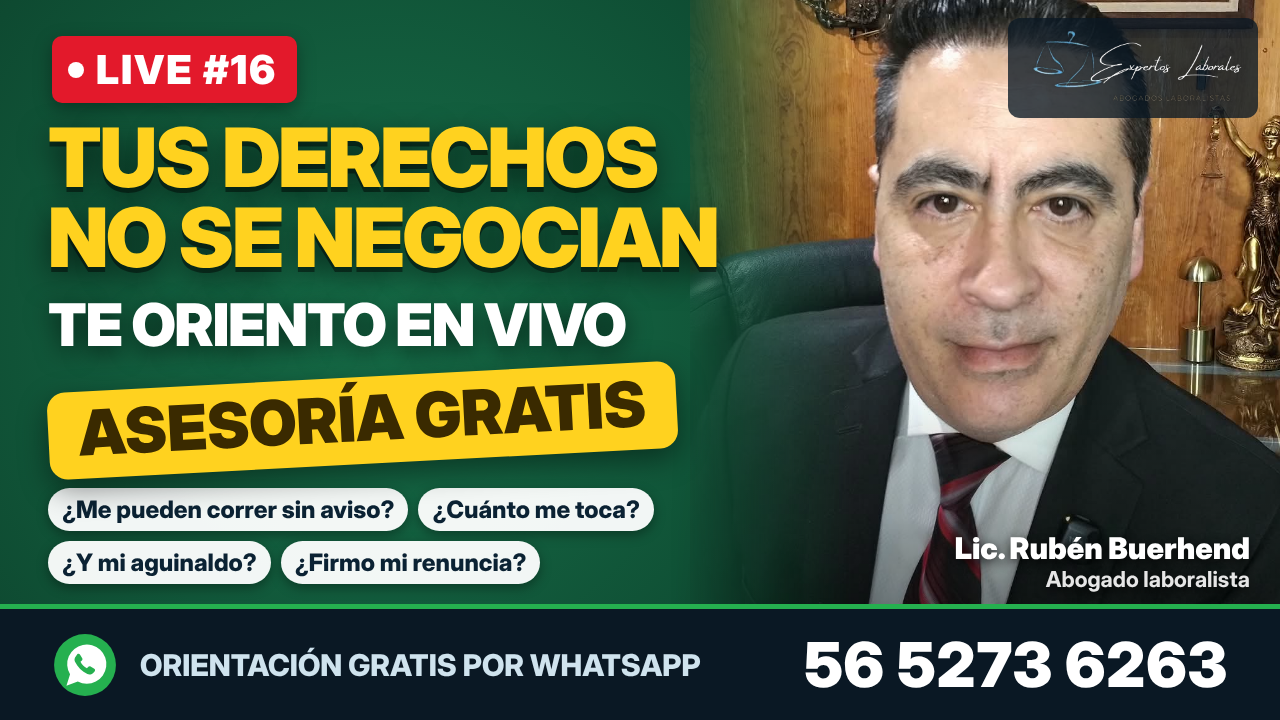 LIVE #16
TUS DERECHOS
NO SE NEGOCIAN
TE ORIENTO EN VIVO
ASESORÍA GRATIS
¿Me pueden correr sin aviso?
¿Cuánto me toca?
¿Y mi aguinaldo?
¿Firmo mi renuncia?
Expertos Laborales
ABOGADOS LABORALISTAS
Lic. Rubén Buerhend
Abogado laboralista
ORIENTACIÓN GRATIS POR WHATSAPP
56 5273 6263